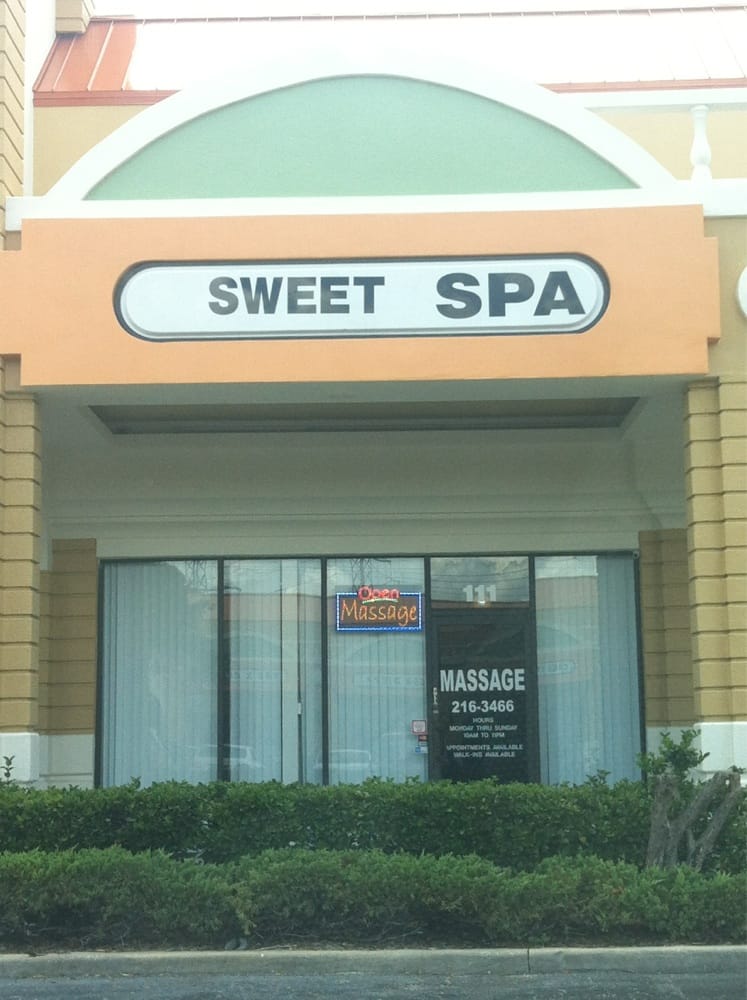 SWEET SPA
Open
Massage
111
MASSAGE
216-3466
HOURS
MONDAY THRU SUNDAY
10AM TO 11PM
APPOINTMENTS AVAILABLE
WALK-INS AVAILABLE